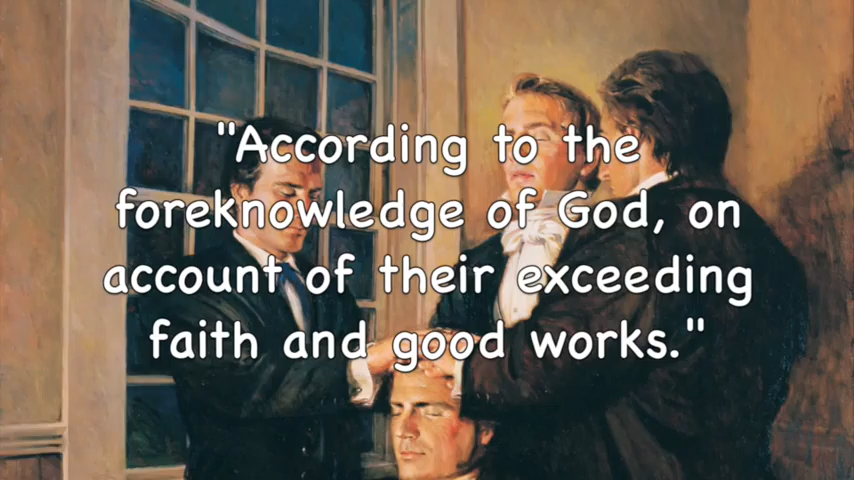 "According to the
foreknowledge of God, on
account of their exceeding
faith and good works."